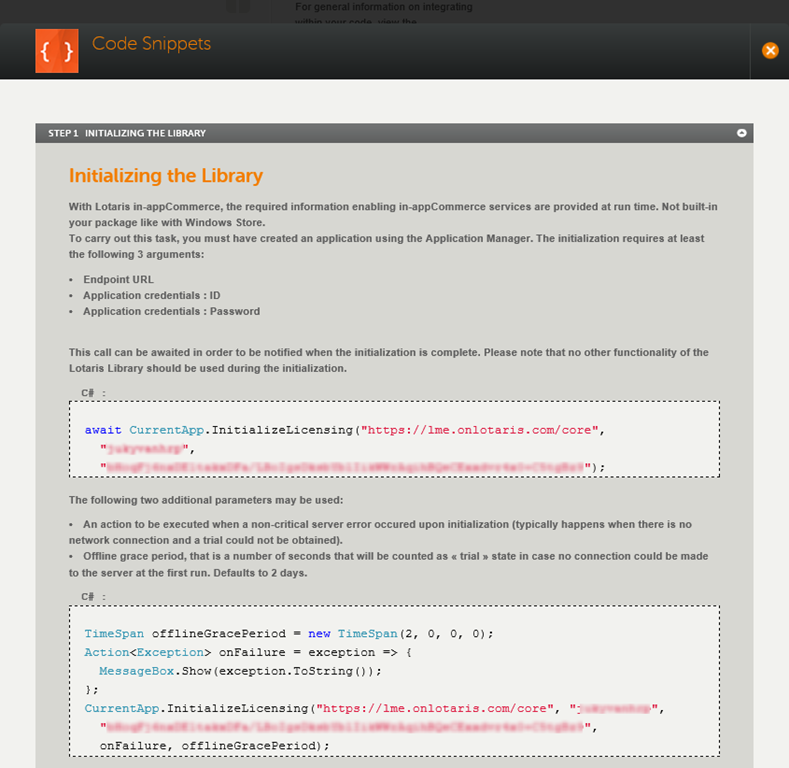 For general information on integrating
within your code, view the
{ }
Code Snippets
STEP 1 INITIALIZING THE LIBRARY
Initializing the Library
With Lotaris in-appCommerce, the required information enabling in-appCommerce services are provided at run time. Not built-in
your package like with Windows Store.
To carry out this task, you must have created an application using the Application Manager. The initialization requires at least
the following 3 arguments:
• Endpoint URL
• Application credentials : ID
• Application credentials : Password
This call can be awaited in order to be notified when the initialization is complete. Please note that no other functionality of the
Lotaris Library should be used during the initialization.
C# :
await CurrentApp.InitializeLicensing("https://lme.onlotaris.com/core",
"",
"");
The following two additional parameters may be used:
• An action to be executed when a non-critical server error occured upon initialization (typically happens when there is no
network connection and a trial could not be obtained).
• Offline grace period, that is a number of seconds that will be counted as « trial » state in case no connection could be made
to the server at the first run. Defaults to 2 days.
C# :
TimeSpan offlineGracePeriod = new TimeSpan(2, 0, 0, 0);
Action<Exception> onFailure = exception => {
MessageBox.Show(exception.ToString());
};
CurrentApp.InitializeLicensing("https://lme.onlotaris.com/core", "",
"",
onFailure, offlineGracePeriod);